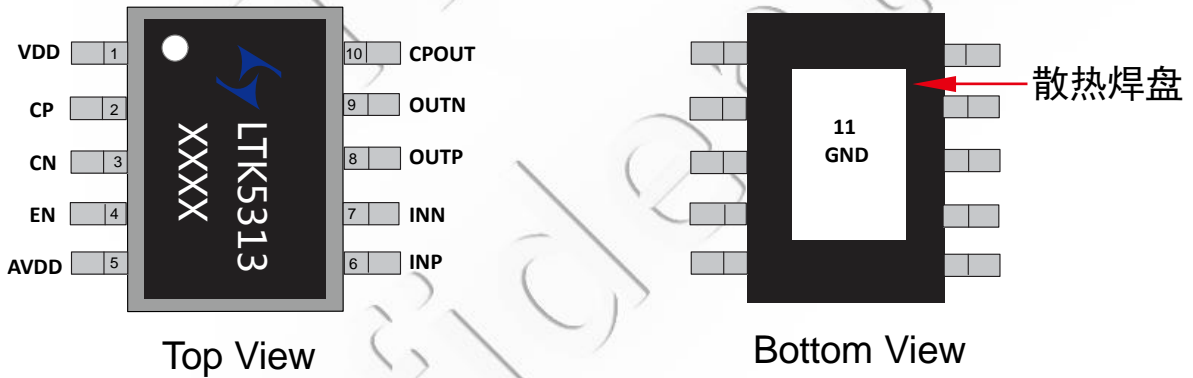 VDD 1
CP 2
CN 3
EN 4
AVDD 5
LTK5313
XXXX
10 CPOUT
9 OUTN
8 OUTP
7 INN
6 INP
Top View
11
GND
散热焊盘
Bottom View